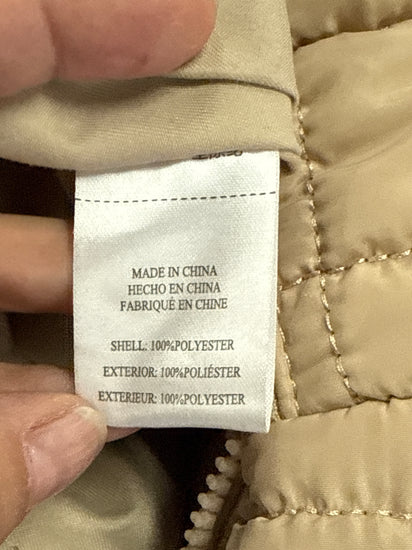 MADE IN CHINA
HECHO EN CHINA
FABRIQUÉ EN CHINE
SHELL: 100%POLYESTER
EXTERIOR: 100%POLIÉSTER
EXTERIEUR: 100%POLYESTER